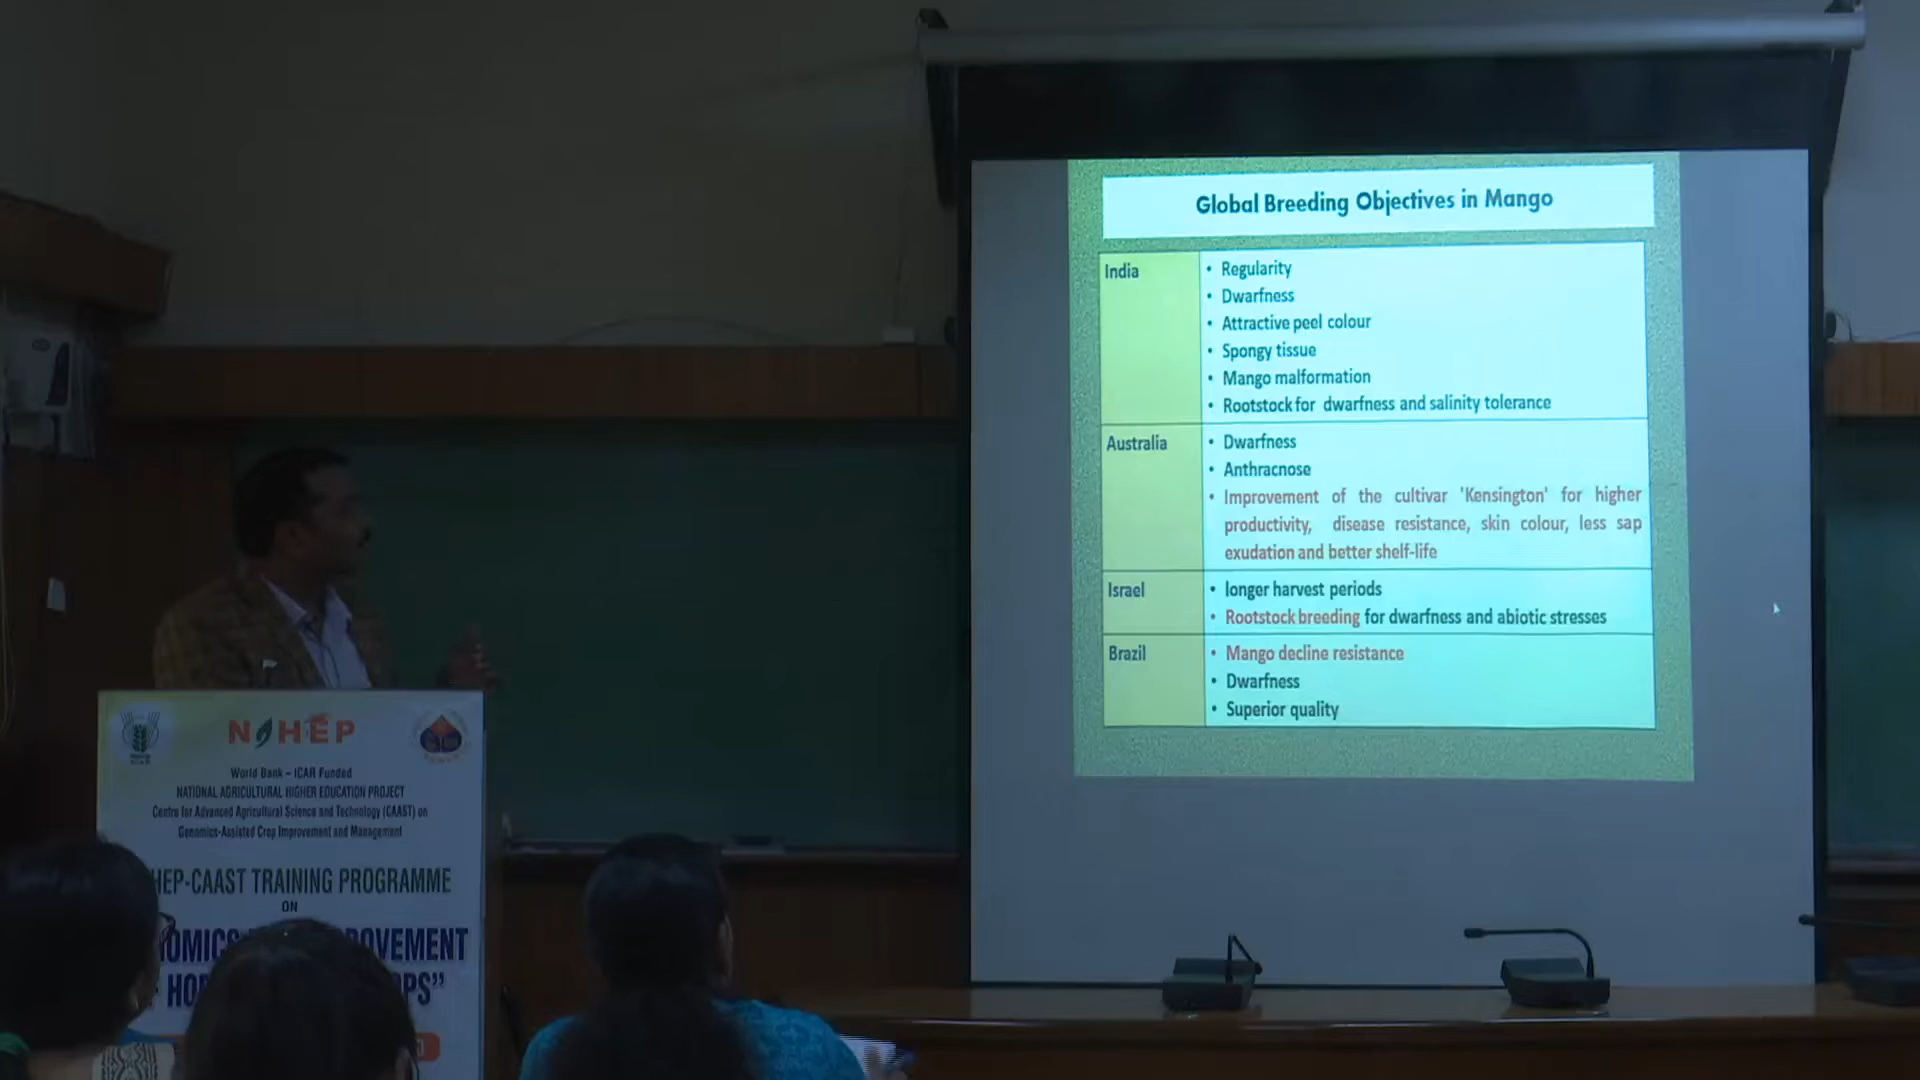 Global Breeding Objectives in Mango
India
• Regularity
• Dwarfness
• Attractive peel colour
• Spongy tissue
• Mango malformation
• Rootstock for dwarfness and salinity tolerance
Australia
• Dwarfness
• Anthracnose
• Improvement of the cultivar 'Kensington' for higher
productivity, disease resistance, skin colour, less sap
exudation and better shelf-life
Israel
• longer harvest periods
• Rootstock breeding for dwarfness and abiotic stresses
Brazil
• Mango decline resistance
• Dwarfness
• Superior quality
NAHEP
World Bank – ICAR Funded
NATIONAL AGRICULTURAL HIGHER EDUCATION PROJECT
Centre for Advanced Agricultural Science and Technology (CAAST) on
Genomics-Assisted Crop Improvement and Management
HEP-CAAST TRAINING PROGRAMME
ON